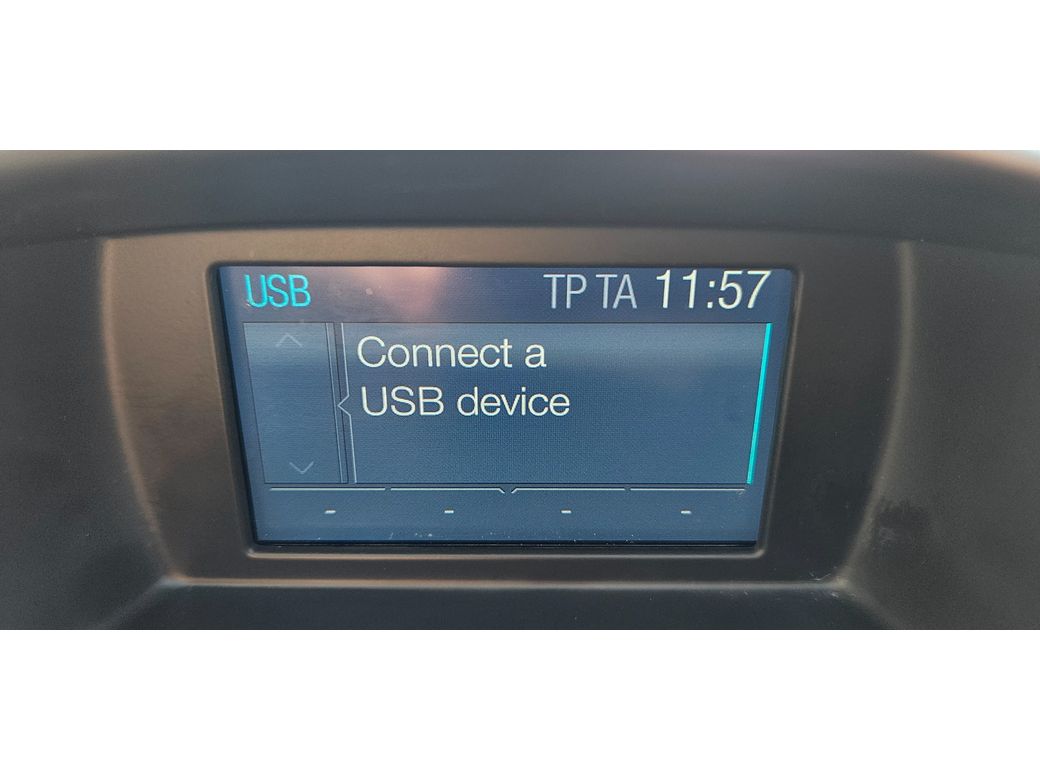 USB TP TA 11:57
Connect a
USB device
- - - -